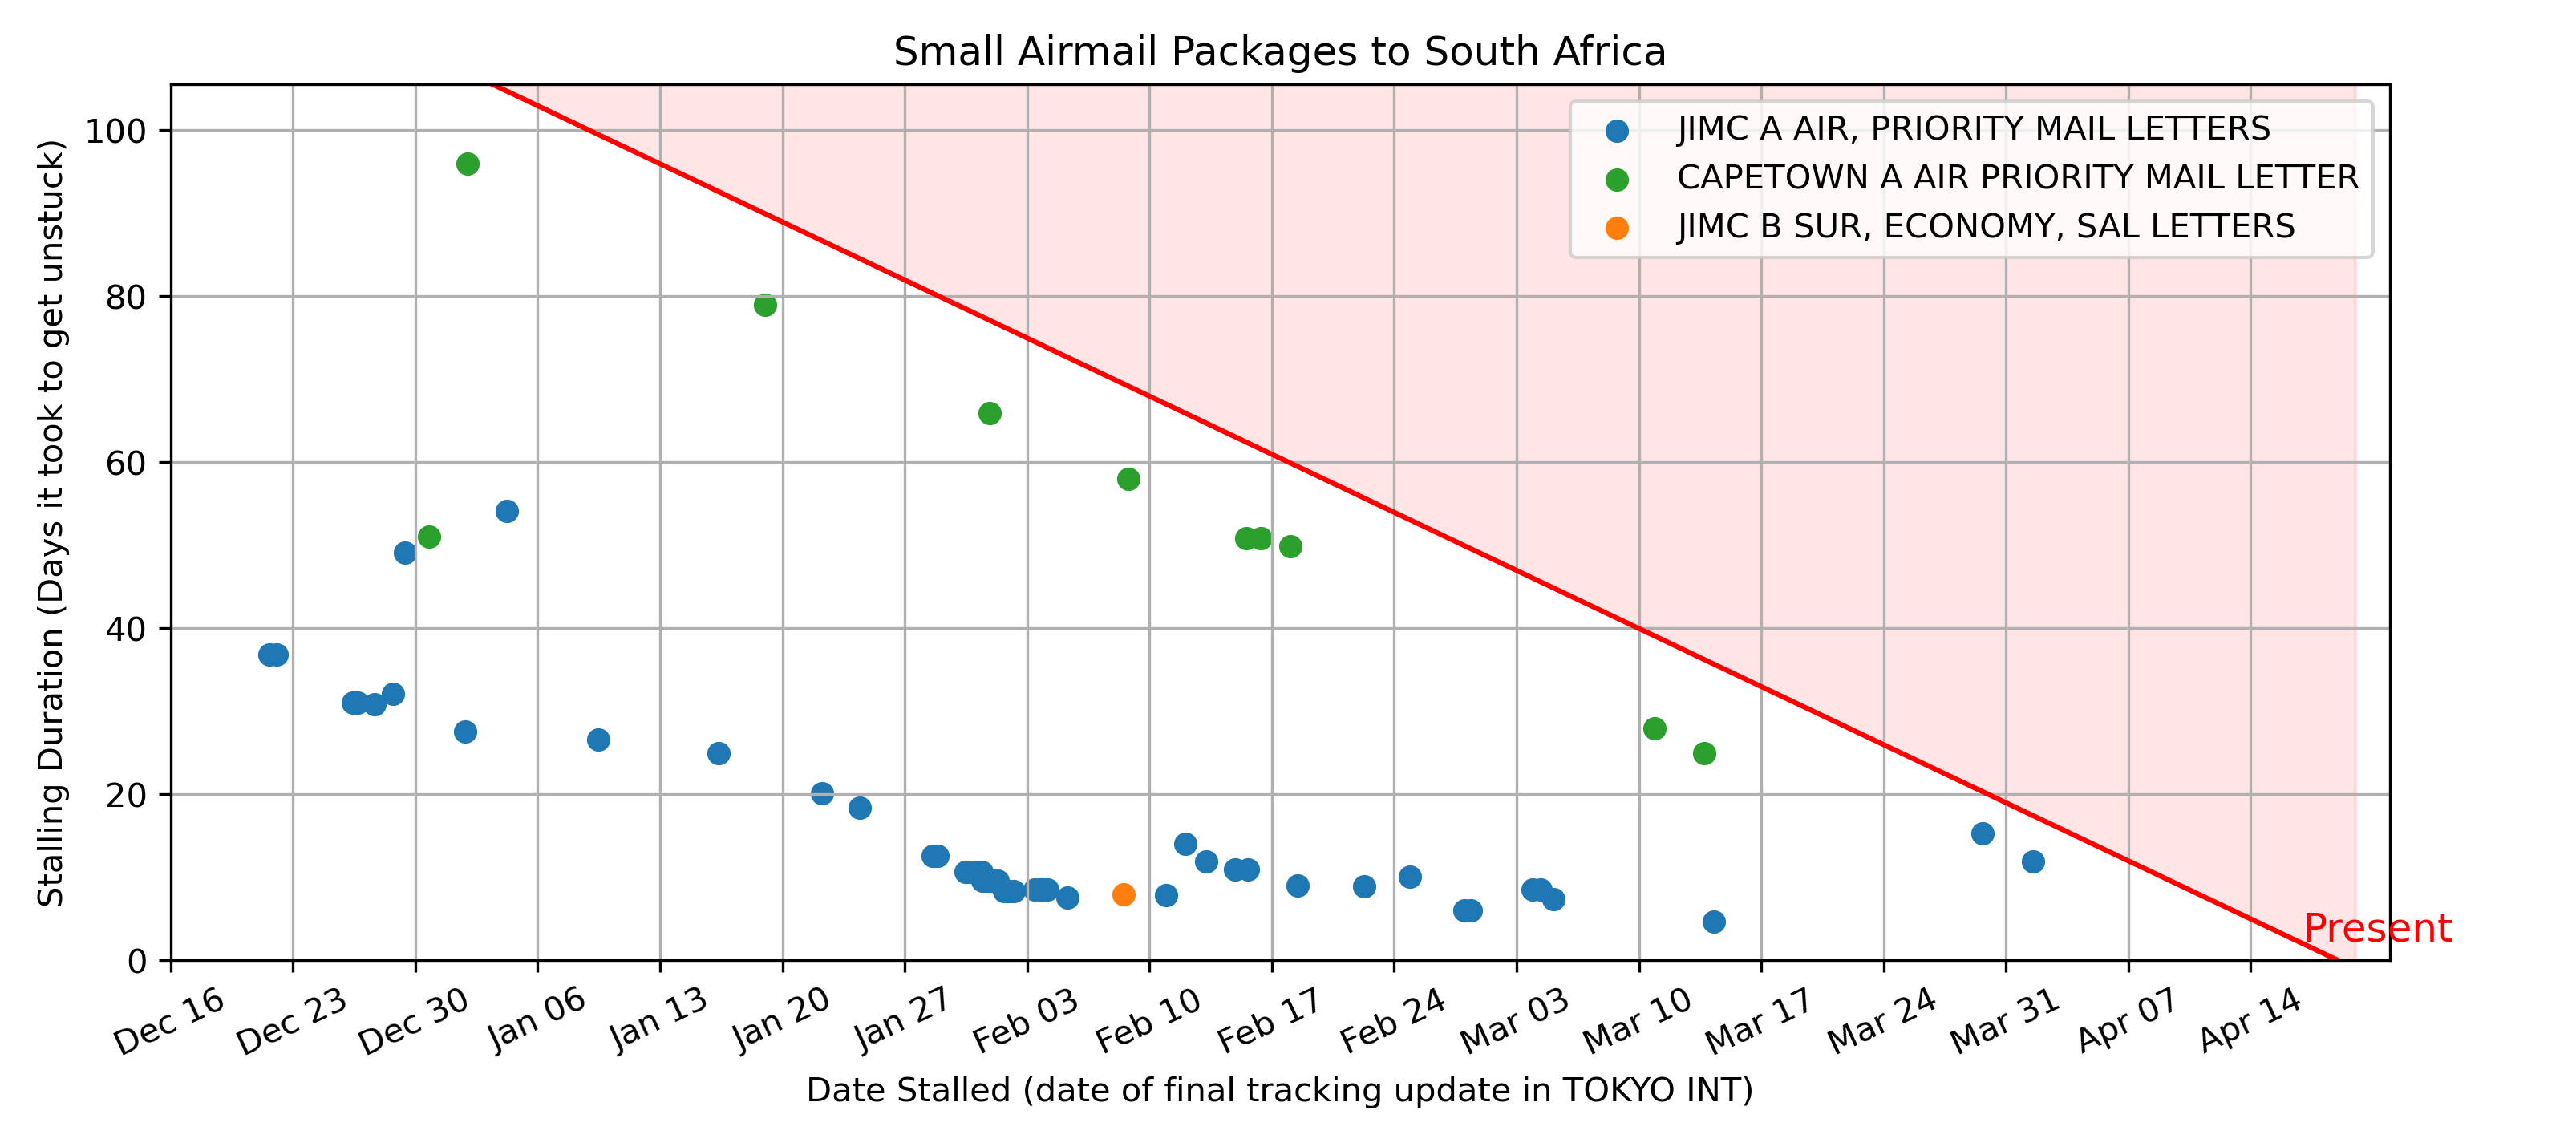 Small Airmail Packages to South Africa
JIMC A AIR, PRIORITY MAIL LETTERS
CAPETOWN A AIR PRIORITY MAIL LETTER
JIMC B SUR, ECONOMY, SAL LETTERS
Stalling Duration (Days it took to get unstuck)
100
80
60
40
20
0
Present
Dec 16
Dec 23
Dec 30
Jan 06
Jan 13
Jan 20
Jan 27
Feb 03
Feb 10
Feb 17
Feb 24
Mar 03
Mar 10
Mar 17
Mar 24
Mar 31
Apr 07
Apr 14
Date Stalled (date of final tracking update in TOKYO INT)